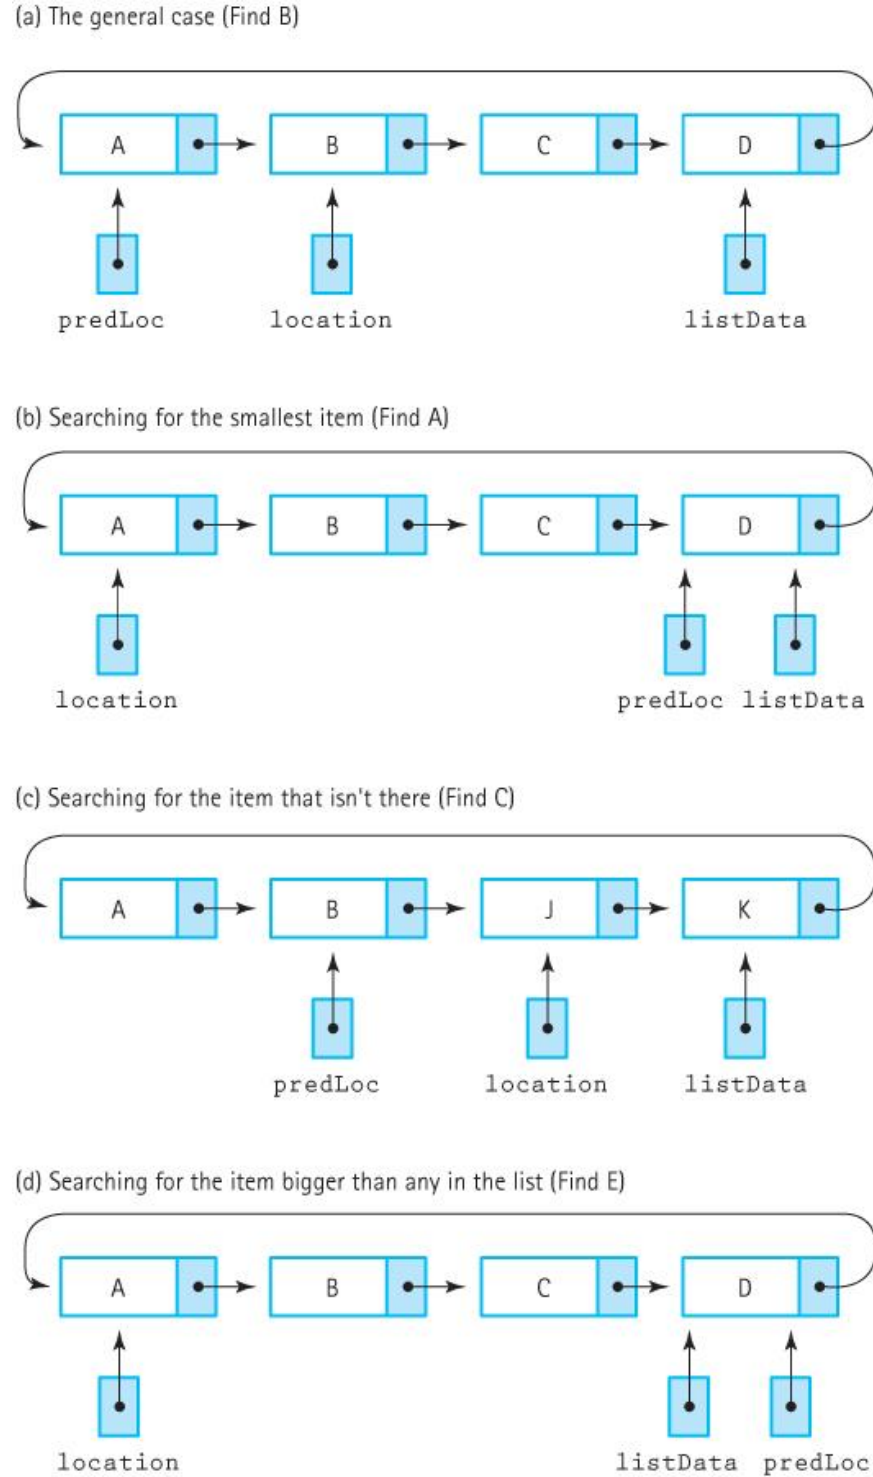 (a) The general case (Find B)
A B C D
predLoc location listData
(b) Searching for the smallest item (Find A)
A B C D
location predLoc listData
(c) Searching for the item that isn't there (Find C)
A B J K
predLoc location listData
(d) Searching for the item bigger than any in the list (Find E)
A B C D
location listData predLoc